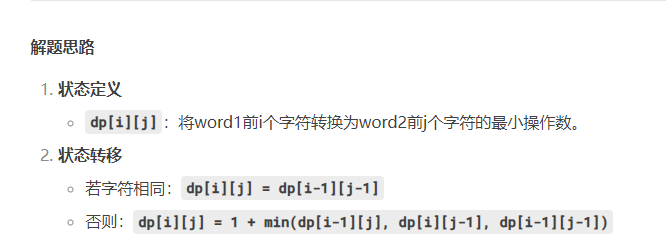 解题思路
1. 状态定义
dp[i][j]：将word1前i个字符转换为word2前j个字符的最小操作数。
2. 状态转移
若字符相同：dp[i][j] = dp[i-1][j-1]
否则：dp[i][j] = 1 + min(dp[i-1][j], dp[i][j-1], dp[i-1][j-1])